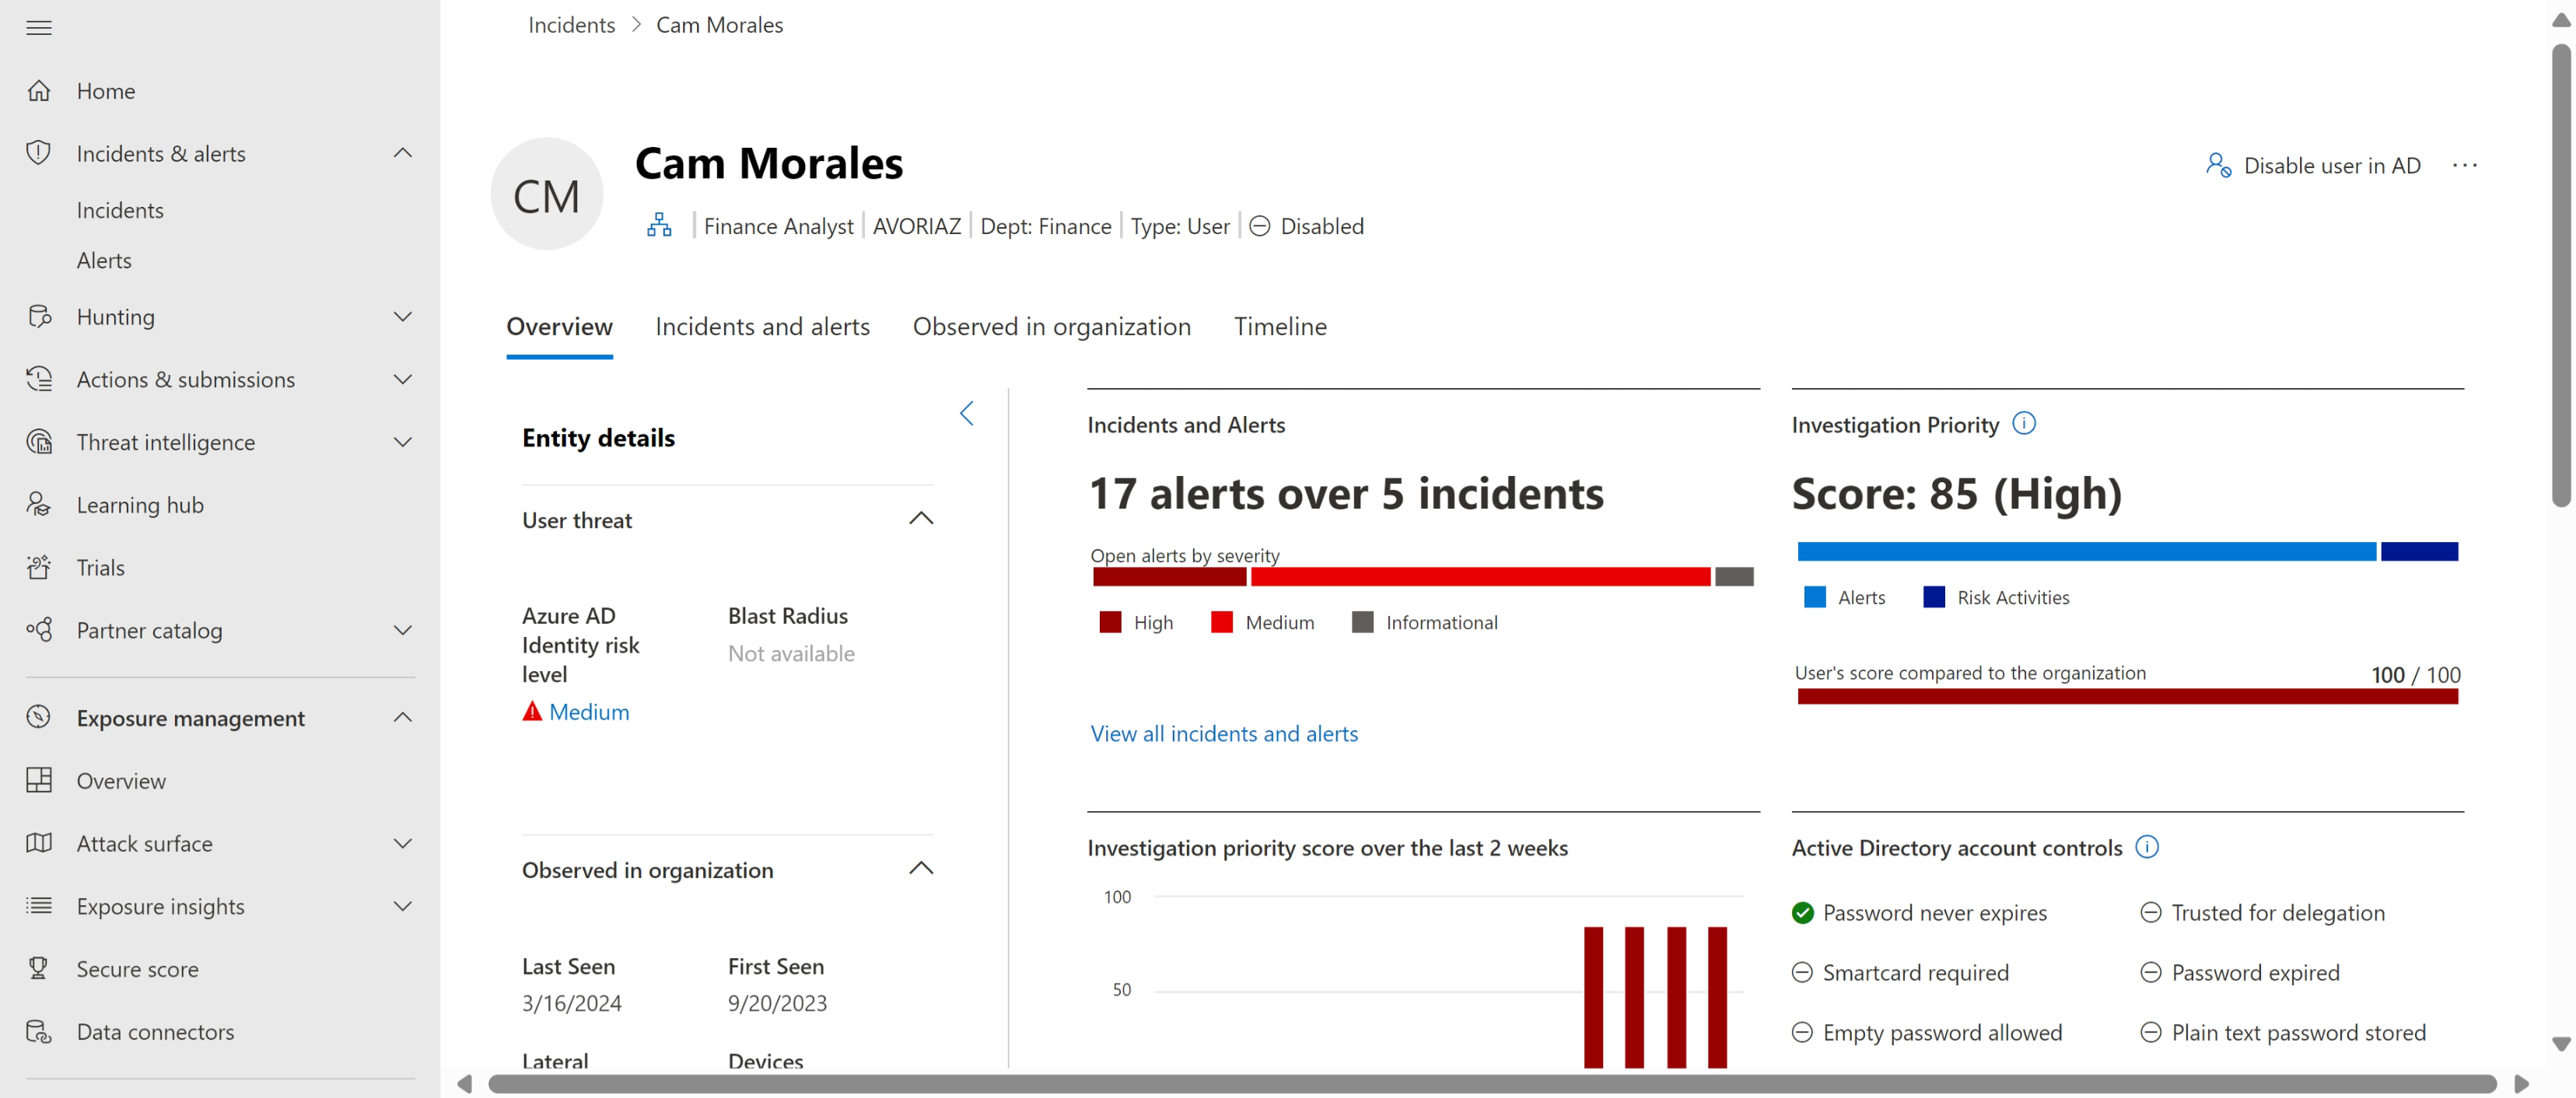 Incidents > Cam Morales
Home
Incidents & alerts
Incidents
Alerts
Hunting
Actions & submissions
Threat intelligence
Learning hub
Trials
Partner catalog
Exposure management
Overview
Attack surface
Exposure insights
Secure score
Data connectors
CM
Cam Morales
Finance Analyst | AVORIAZ | Dept: Finance | Type: User | Disabled
Disable user in AD ...
Overview Incidents and alerts Observed in organization Timeline
Entity details
User threat
Azure AD
Identity risk
level
Medium
Blast Radius
Not available
Observed in organization
Last Seen
3/16/2024
First Seen
9/20/2023
Lateral
Devices
Incidents and Alerts
17 alerts over 5 incidents
Open alerts by severity
High Medium Informational
View all incidents and alerts
Investigation Priority
Score: 85 (High)
Alerts Risk Activities
User's score compared to the organization 100 / 100
Investigation priority score over the last 2 weeks
100
50
Active Directory account controls
Password never expires Trusted for delegation
Smartcard required Password expired
Empty password allowed Plain text password stored